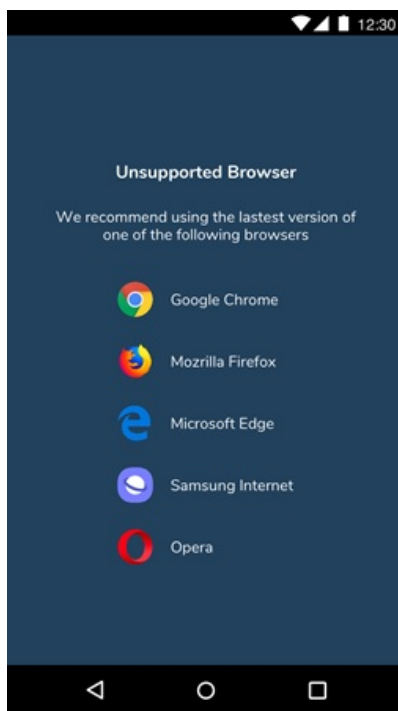 12:30
Unsupported Browser
We recommend using the lastest version of
one of the following browsers
Google Chrome
Mozrilla Firefox
Microsoft Edge
Samsung Internet
Opera